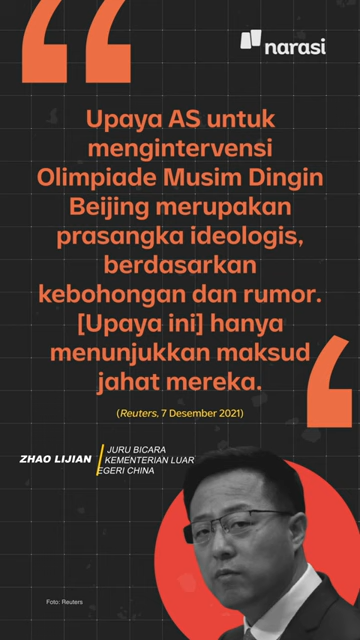 narasi
Upaya AS untuk
mengintervensi
Olimpiade Musim Dingin
Beijing merupakan
prasangka ideologis,
berdasarkan
kebohongan dan rumor.
[Upaya ini] hanya
menunjukkan maksud
jahat mereka.
(Reuters, 7 Desember 2021)
ZHAO LIJIAN
JURU BICARA
KEMENTERIAN LUAR
EGERI CHINA
Foto: Reuters